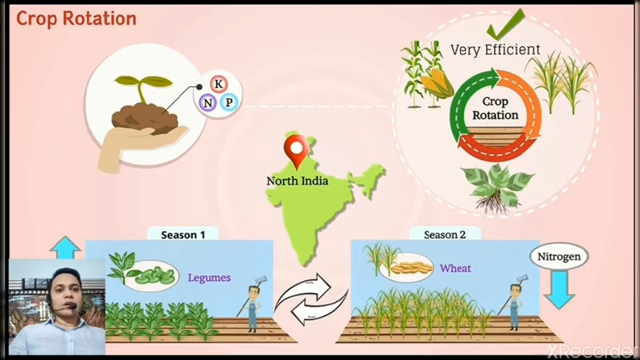 Crop Rotation
Very Efficient
K
N P
Crop
Rotation
North India
Season 1
Season 2
Legumes
Wheat
Nitrogen
XRecorder